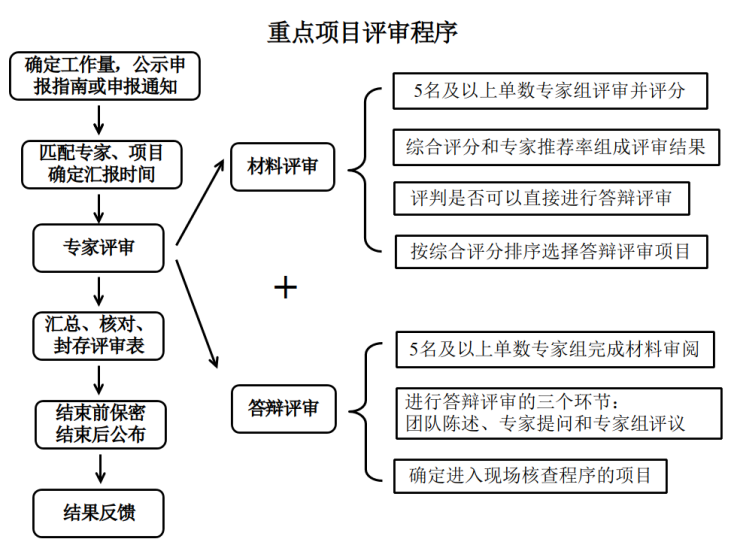 重点项目评审程序
确定工作量，公示申
报指南或申报通知
匹配专家、项目
确定汇报时间
专家评审
汇总、核对、
封存评审表
结束前保密
结束后公布
结果反馈
材料评审
5名及以上单数专家组评审并评分
综合评分和专家推荐率组成评审结果
评判是否可以直接进行答辩评审
按综合评分排序选择答辩评审项目
+
答辩评审
5名及以上单数专家组完成材料审阅
进行答辩评审的三个环节：
团队陈述、专家提问和专家组评议
确定进入现场核查程序的项目